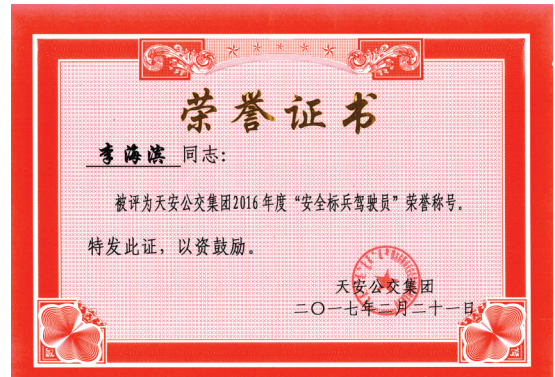 荣誉证书
李海滨 同志：
被评为天安公交集团2016年度“安全标兵驾驶员”荣誉称号。
特发此证，以资鼓励。
天安公交集团
二〇一七年二月二十一日